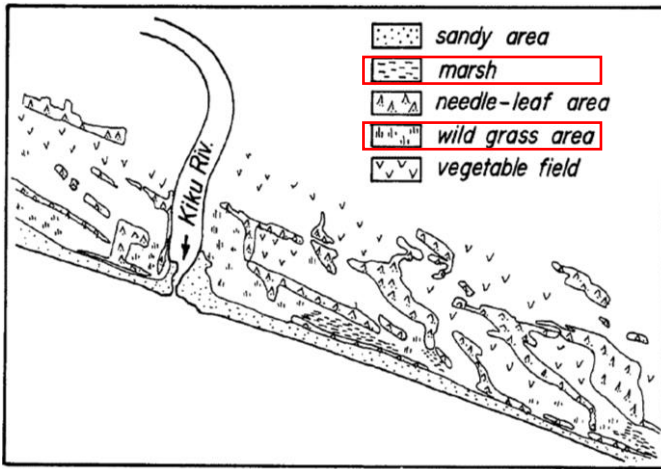 sandy area
marsh
needle-leaf area
wild grass area
vegetable field
Kiku Riv.